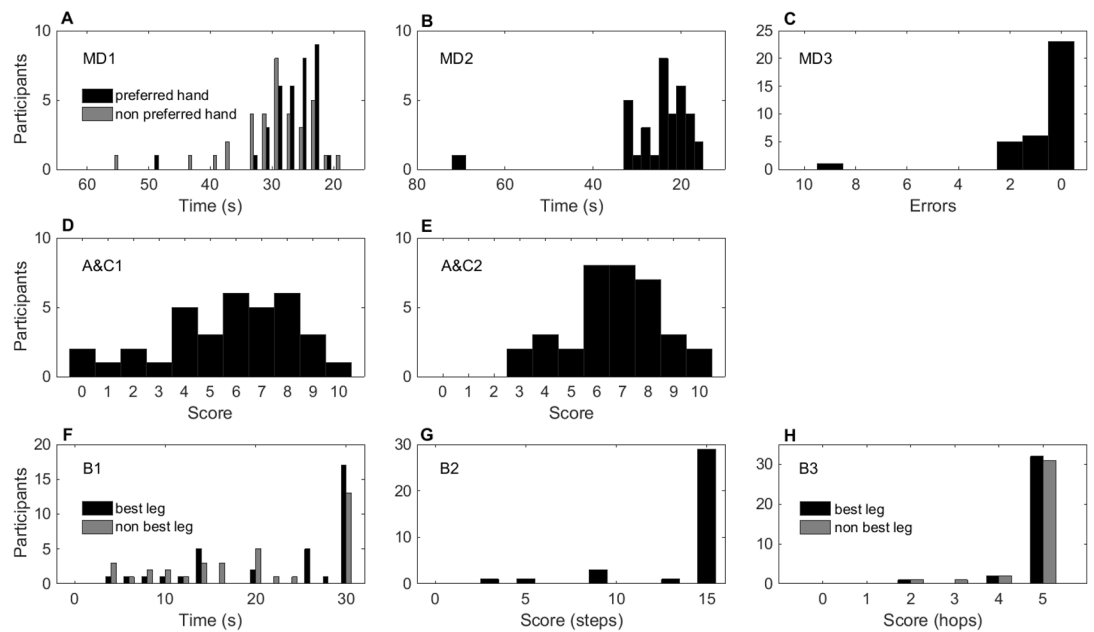 A
MD1
preferred hand
non preferred hand
Participants
10
5
0
60 50 40 30 20
Time (s)
B
MD2
10
5
0
80 60 40 20
Time (s)
C
MD3
25
20
15
10
5
0
10 8 6 4 2 0
Errors
D
A&C1
Participants
10
5
0
0 1 2 3 4 5 6 7 8 9 10
Score
E
A&C2
10
5
0
0 1 2 3 4 5 6 7 8 9 10
Score
F
B1
best leg
non best leg
Participants
20
15
10
5
0
0 10 20 30
Time (s)
G
B2
30
20
10
0
0 5 10 15
Score (steps)
H
B3
best leg
non best leg
30
20
10
0
0 1 2 3 4 5
Score (hops)